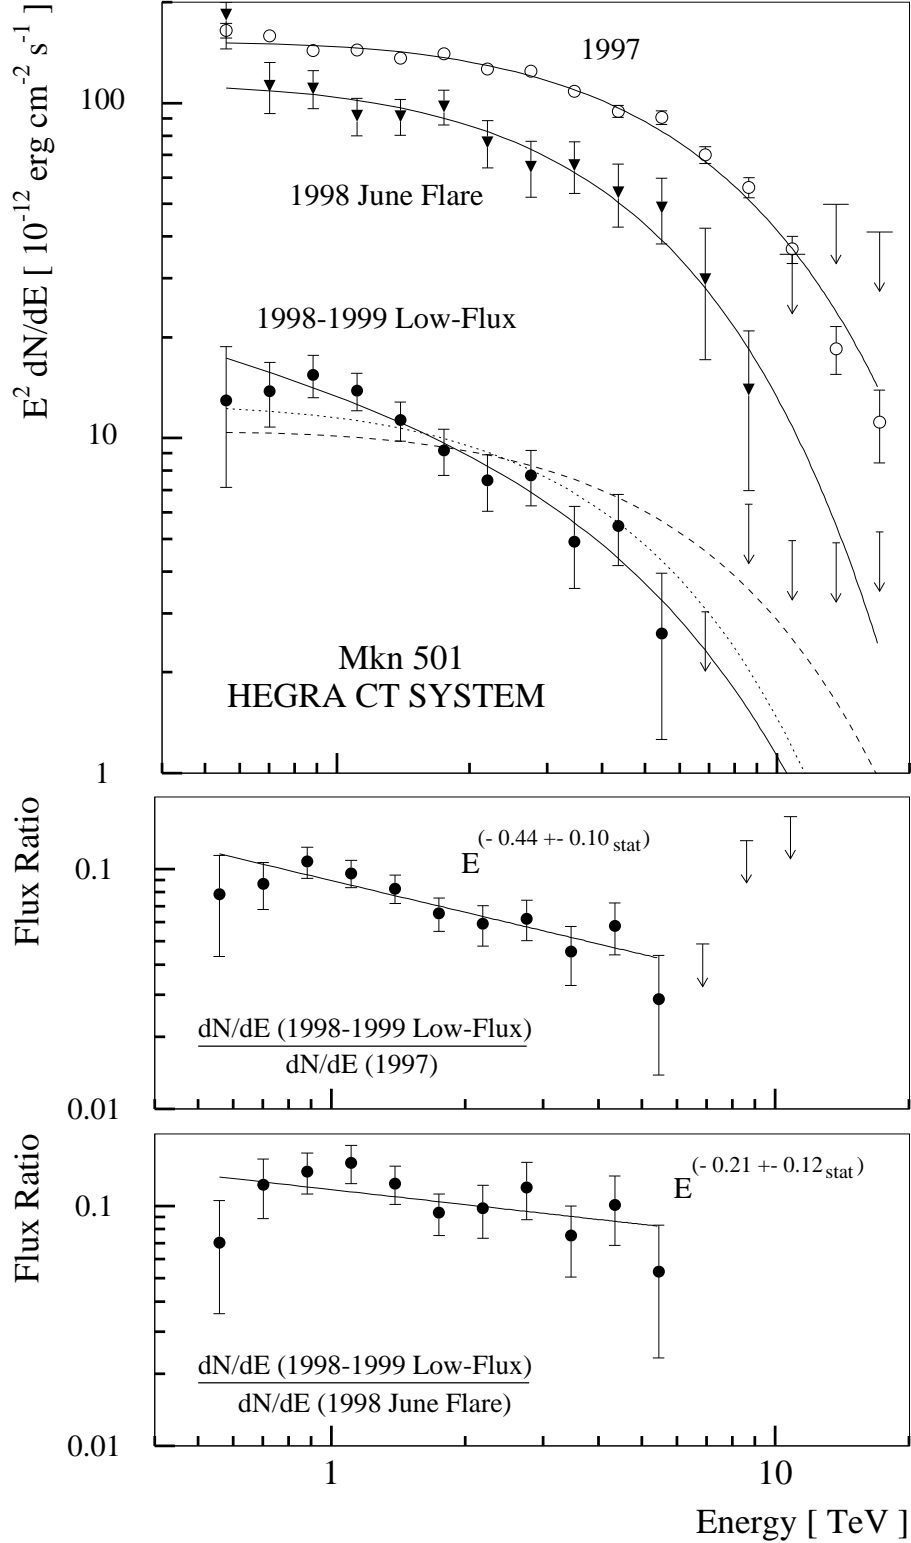 E² dN/dE [ 10⁻¹² erg cm⁻² s⁻¹ ]
100
10
1
1997
1998 June Flare
1998-1999 Low-Flux
Mkn 501
HEGRA CT SYSTEM
Flux Ratio
0.1
0.01
E (- 0.44 +- 0.10 stat)
dN/dE (1998-1999 Low-Flux)
dN/dE (1997)
Flux Ratio
0.1
0.01
E (- 0.21 +- 0.12 stat)
dN/dE (1998-1999 Low-Flux)
dN/dE (1998 June Flare)
1 10
Energy [ TeV ]